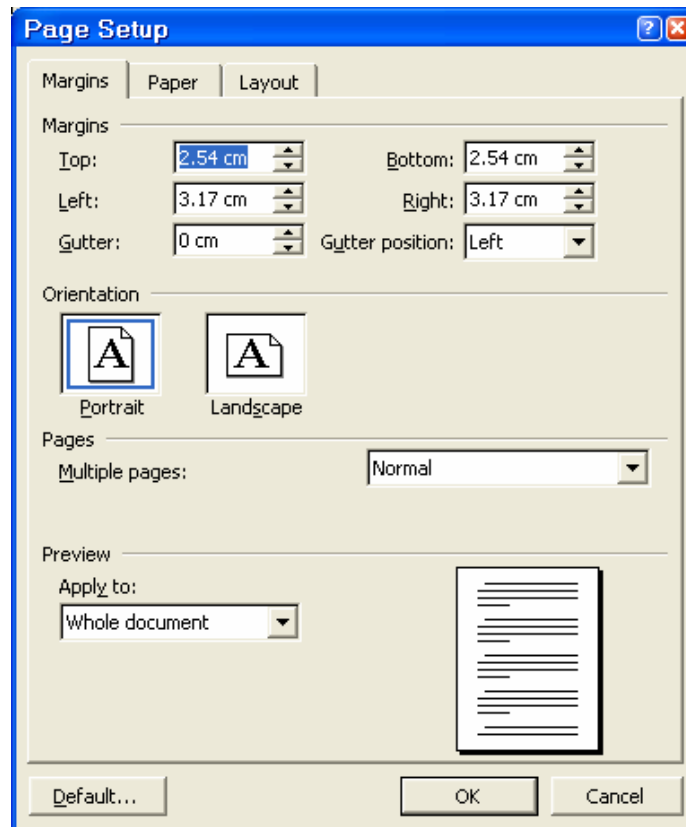 Page Setup
Margins Paper Layout
Margins
Top: 2.54 cm Bottom: 2.54 cm
Left: 3.17 cm Right: 3.17 cm
Gutter: 0 cm Gutter position: Left
Orientation
A A
Portrait Landscape
Pages
Multiple pages: Normal
Preview
Apply to:
Whole document
Default... OK Cancel